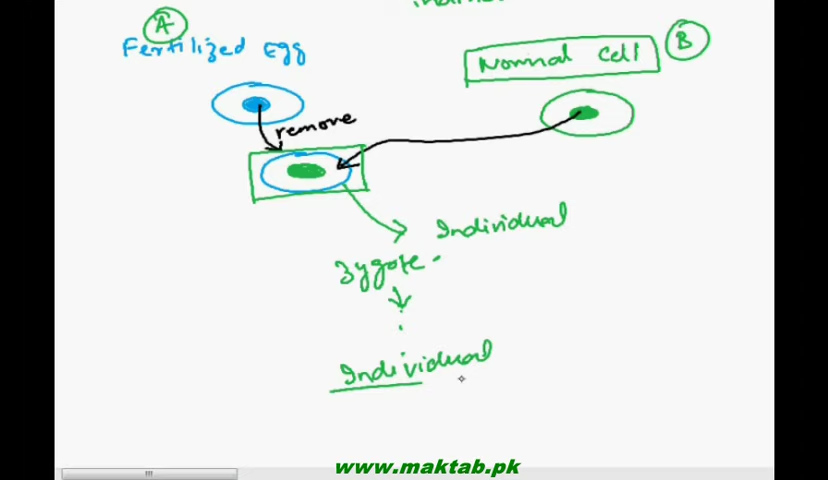 A
Fertilized Egg
Normal Cell
B
remove
Individual
zygote
Individual
www.maktab.pk